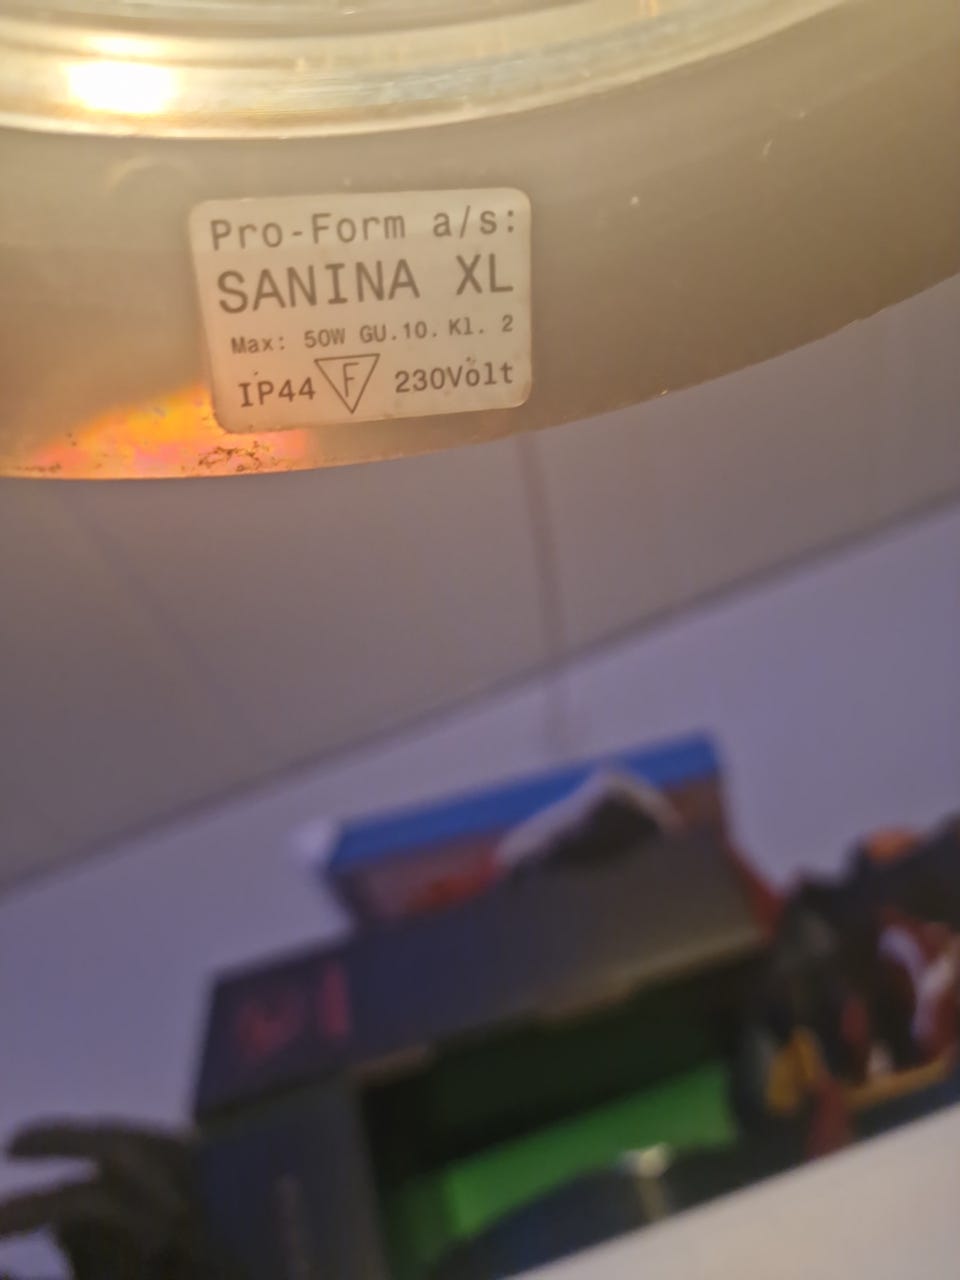 Pro-Form a/s:
SANINA XL
Max: 50W GU.10. Kl. 2
IP44 F 230Volt